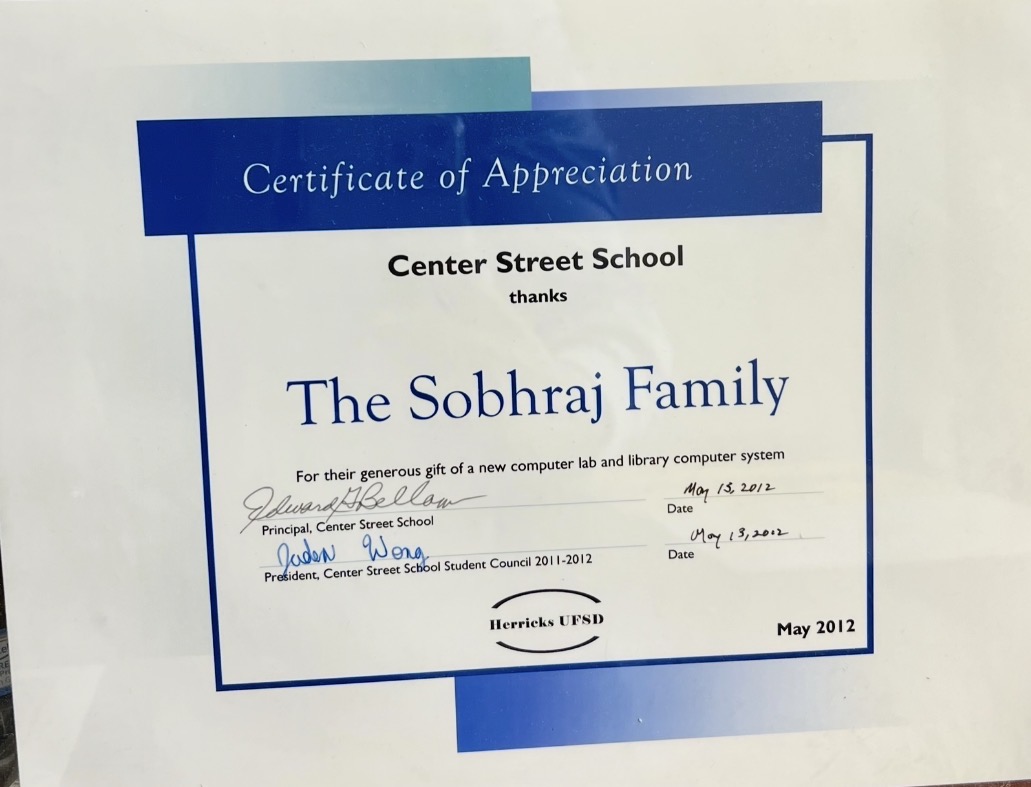 Certificate of Appreciation
Center Street School
thanks
The Sobhraj Family
For their generous gift of a new computer lab and library computer system
Edward Bellam May 15, 2012
Principal, Center Street School Date
Jaden Wong May 13, 2012
President, Center Street School Student Council 2011-2012 Date
Herricks UFSD
May 2012